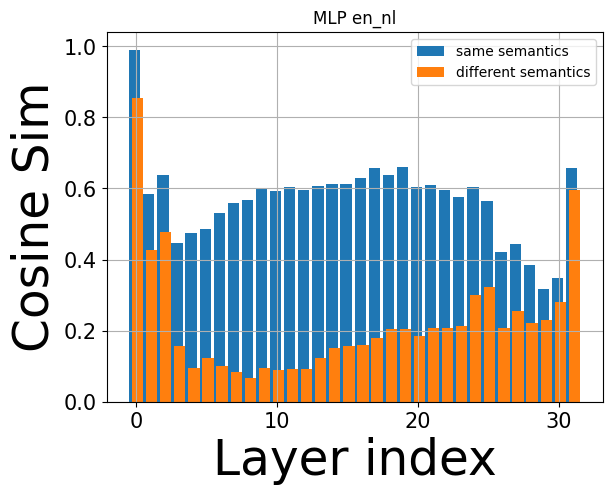 MLP en_nl
same semantics
different semantics
Cosine Sim
1.0
0.8
0.6
0.4
0.2
0.0
0
10
20
30
Layer index